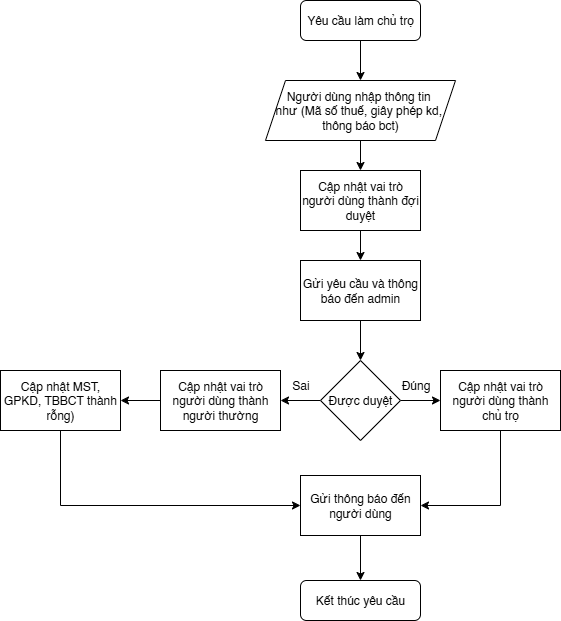 Yêu cầu làm chủ trọ
Người dùng nhập thông tin
như (Mã số thuế, giây phép kd,
thông báo bct)
Cập nhật vai trò
người dùng thành đợi
duyệt
Gửi yêu cầu và thông
báo đến admin
Được duyệt
Sai
Đúng
Cập nhật MST,
GPKD, TBBCT thành
rỗng)
Cập nhật vai trò
người dùng thành
người thường
Cập nhật vai trò
người dùng thành
chủ trọ
Gửi thông báo đến
người dùng
Kết thúc yêu cầu